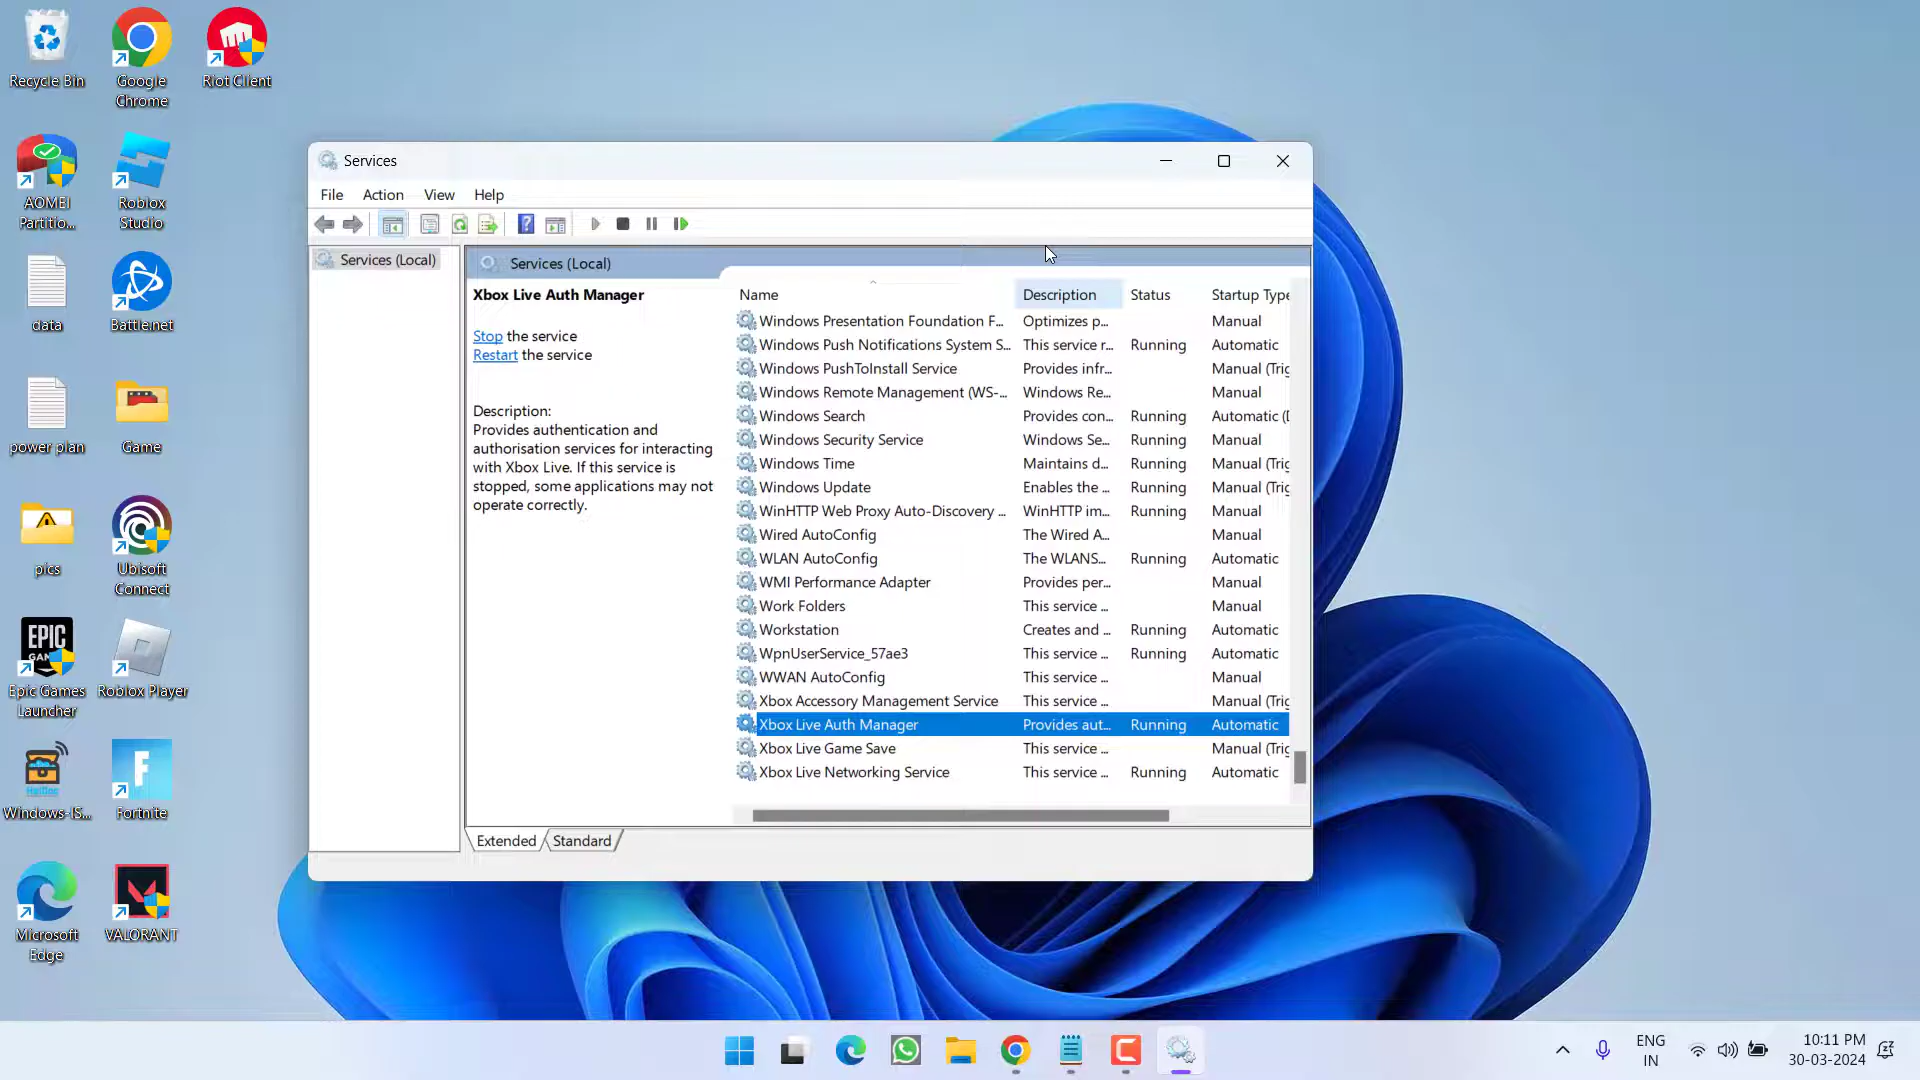 Recycle Bin
Google
Chrome
Riot Client
AOMEI
Partitio...
Roblox
Studio
data
Battle.net
power plan
Game
pics
Ubisoft
Connect
EPIC
Epic Games
Launcher
Roblox Player
Windows-IS...
Fortnite
Microsoft
Edge
VALORANT
Services
File Action View Help
Services (Local)
Services (Local)
Xbox Live Auth Manager
Stop the service
Restart the service
Description:
Provides authentication and
authorisation services for interacting
with Xbox Live. If this service is
stopped, some applications may not
operate correctly.
Name Description Status Startup Type
Windows Presentation Foundation F... Optimizes p... Manual
Windows Push Notifications System S... This service r... Running Automatic
Windows PushToInstall Service Provides infr... Manual (Trig
Windows Remote Management (WS-... Windows Re... Manual
Windows Search Provides con... Running Automatic (D
Windows Security Service Windows Se... Running Manual
Windows Time Maintains d... Running Manual (Trig
Windows Update Enables the ... Running Manual (Trig
WinHTTP Web Proxy Auto-Discovery ... WinHTTP im... Running Manual
Wired AutoConfig The Wired A... Manual
WLAN AutoConfig The WLANS... Running Automatic
WMI Performance Adapter Provides per... Manual
Work Folders This service ... Manual
Workstation Creates and ... Running Automatic
WpnUserService_57ae3 This service ... Running Automatic
WWAN AutoConfig This service ... Manual
Xbox Accessory Management Service This service ... Manual (Trig
Xbox Live Auth Manager Provides aut... Running Automatic
Xbox Live Game Save This service ... Manual (Trig
Xbox Live Networking Service This service ... Running Automatic
Extended Standard
ENG
IN
10:11 PM
30-03-2024